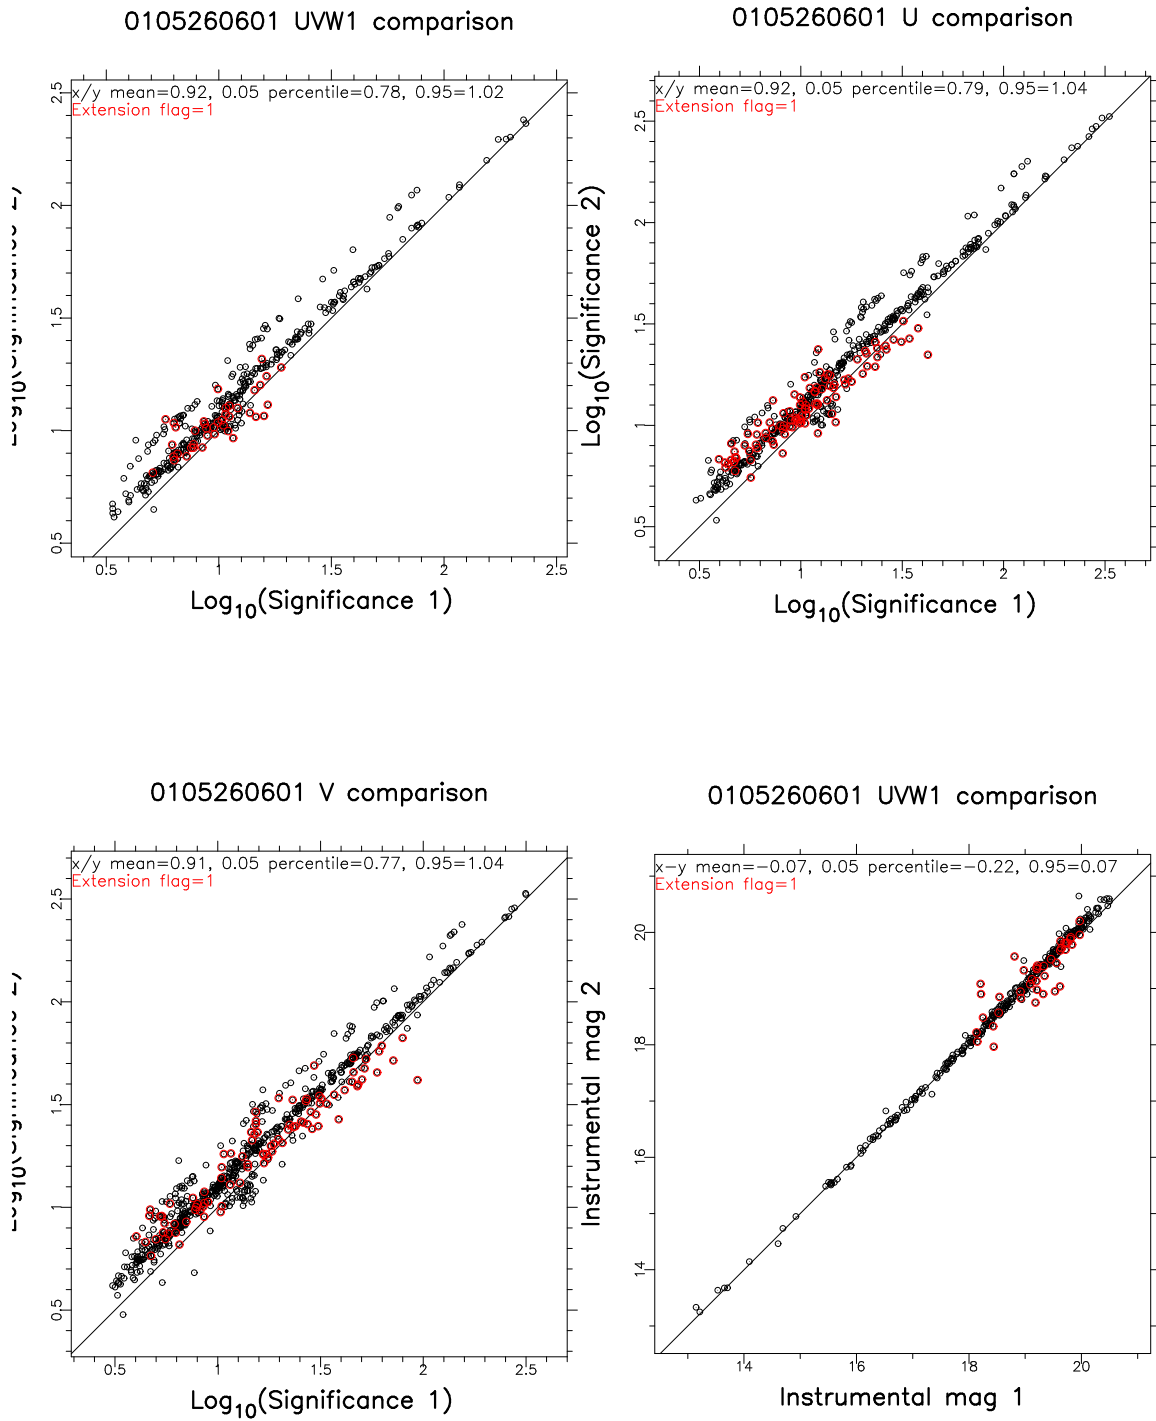 0105260601 UVW1 comparison
x/y mean=0.92, 0.05 percentile=0.78, 0.95=1.02
Extension flag=1
2.5
2
1.5
1
0.5
0.5 1 1.5 2 2.5
Log10(Significance 1)
0105260601 U comparison
x/y mean=0.92, 0.05 percentile=0.79, 0.95=1.04
Extension flag=1
Log10(Significance 2)
2.5
2
1.5
1
0.5
0.5 1 1.5 2 2.5
Log10(Significance 1)
0105260601 V comparison
x/y mean=0.91, 0.05 percentile=0.77, 0.95=1.04
Extension flag=1
2.5
2
1.5
1
0.5
0.5 1 1.5 2 2.5
Log10(Significance 1)
0105260601 UVW1 comparison
x−y mean=−0.07, 0.05 percentile=−0.22, 0.95=0.07
Extension flag=1
Instrumental mag 2
20
18
16
14
14 16 18 20
Instrumental mag 1